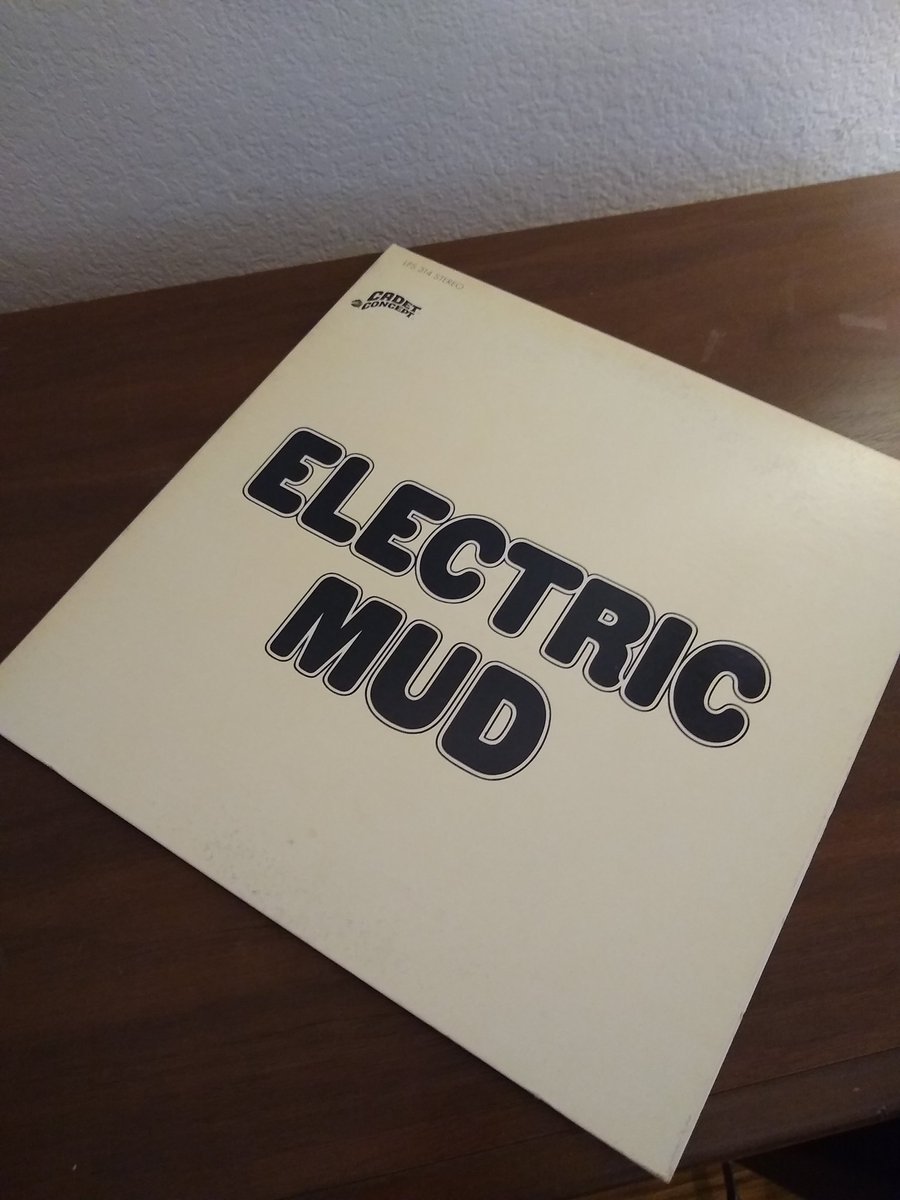 LPS 314 STEREO
CADET
CONCEPT
ELECTRIC
MUD